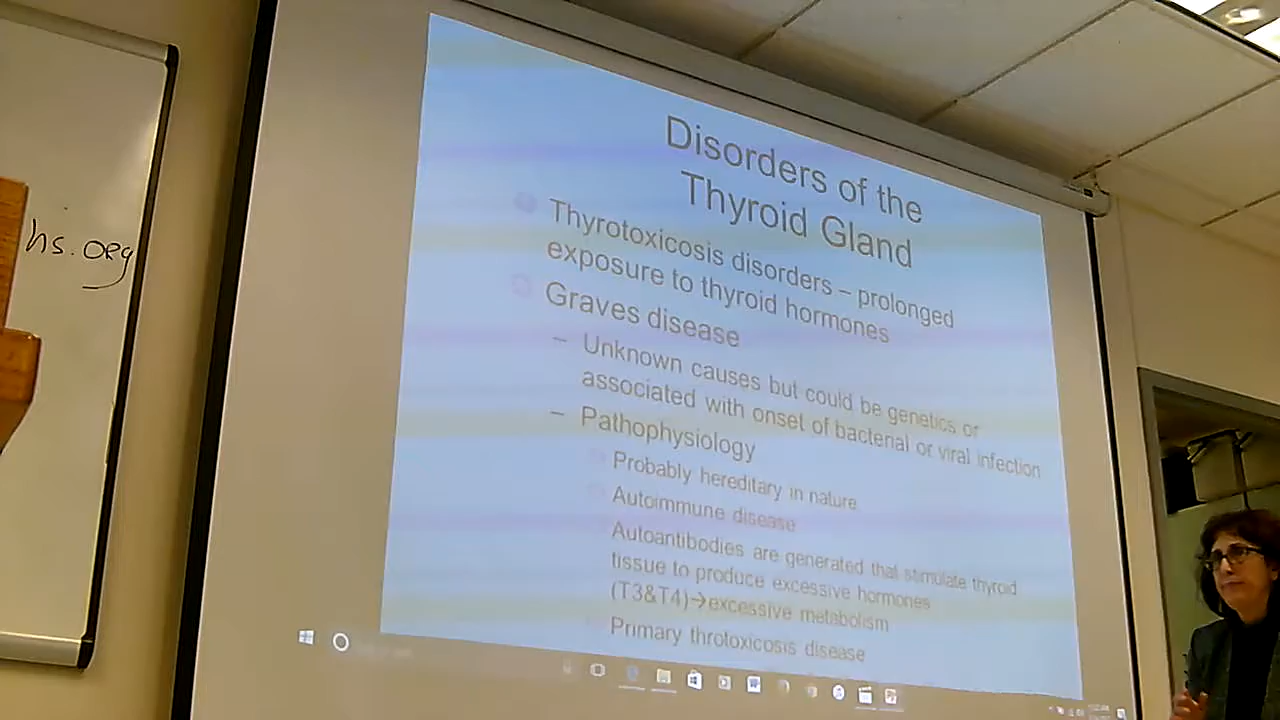 hs.org
Disorders of the
Thyroid Gland
Thyrotoxicosis disorders – prolonged
exposure to thyroid hormones
Graves disease
– Unknown causes but could be genetics or
associated with onset of bacterial or viral infection
– Pathophysiology
Probably hereditary in nature
Autoimmune disease
Autoantibodies are generated that stimulate thyroid
tissue to produce excessive hormones
(T3&T4)→excessive metabolism
Primary throtoxicosis disease